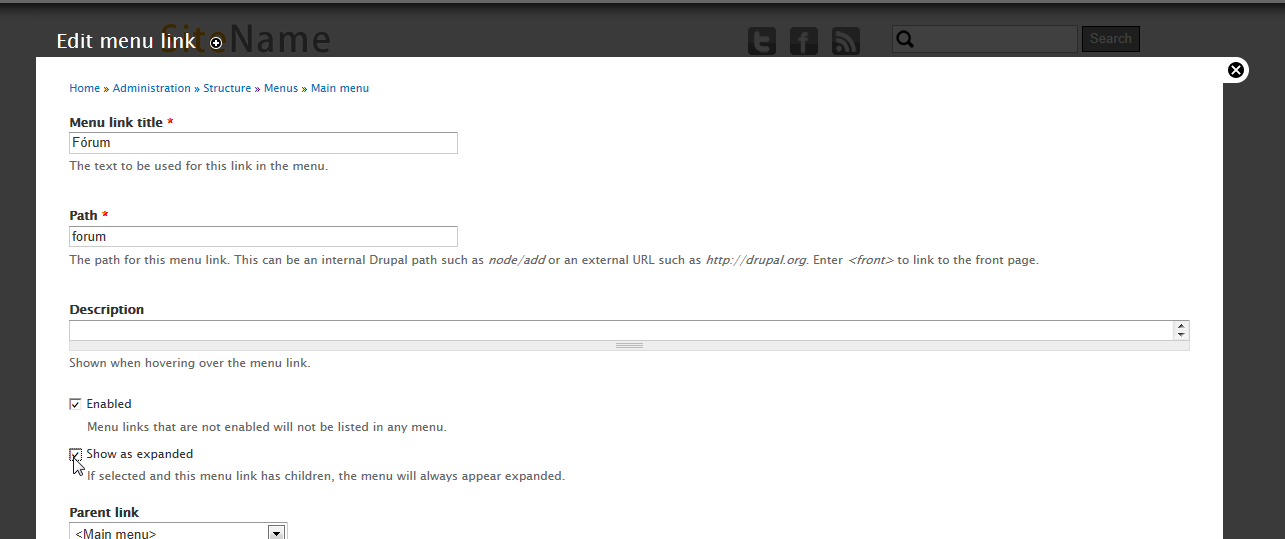 SiteName
Edit menu link
Search
Home » Administration » Structure » Menus » Main menu
Menu link title *
Fórum
The text to be used for this link in the menu.
Path *
forum
The path for this menu link. This can be an internal Drupal path such as node/add or an external URL such as http://drupal.org. Enter <front> to link to the front page.
Description
Shown when hovering over the menu link.
Enabled
Menu links that are not enabled will not be listed in any menu.
Show as expanded
If selected and this menu link has children, the menu will always appear expanded.
Parent link
<Main menu>